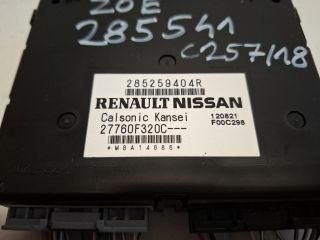 ZOE
285541
C257/18
285259404R
RENAULT NISSAN
Calsonic Kansei 120821
27760F320C--- F00C298
*M8A14686*